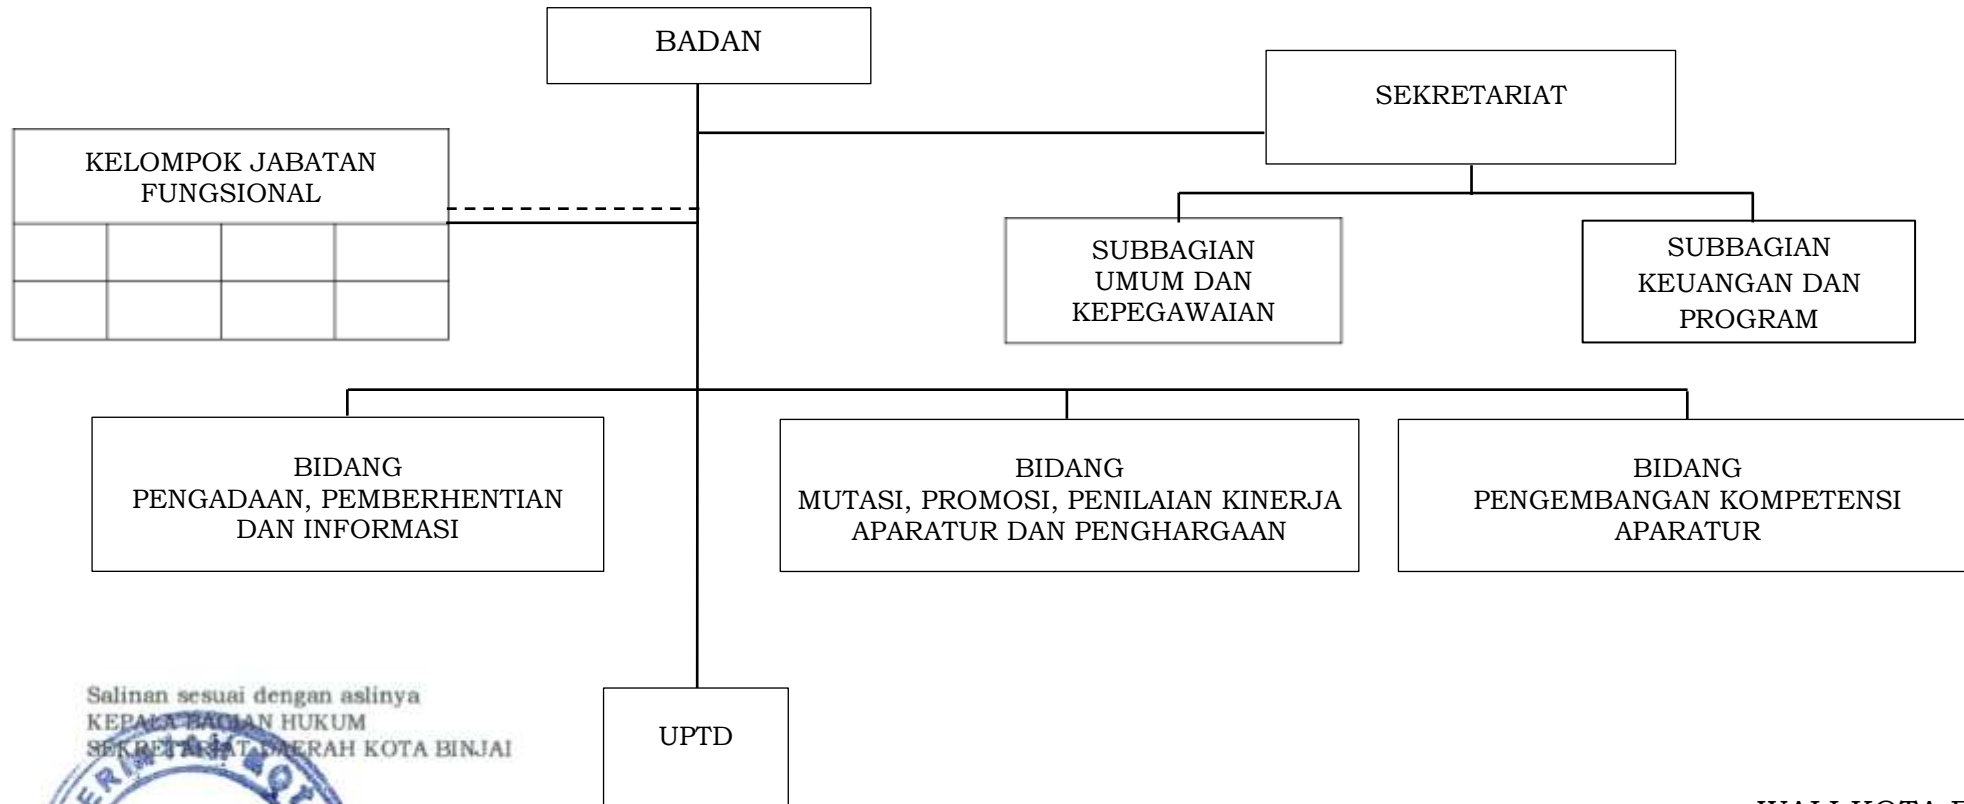 BADAN
SEKRETARIAT
KELOMPOK JABATAN
FUNGSIONAL
SUBBAGIAN
UMUM DAN
KEPEGAWAIAN
SUBBAGIAN
KEUANGAN DAN
PROGRAM
BIDANG
PENGADAAN, PEMBERHENTIAN
DAN INFORMASI
BIDANG
MUTASI, PROMOSI, PENILAIAN KINERJA
APARATUR DAN PENGHARGAAN
BIDANG
PENGEMBANGAN KOMPETENSI
APARATUR
Salinan sesuai dengan aslinya
KEPALA BAGIAN HUKUM
SEKRETARIAT DAERAH KOTA BINJAI
UPTD